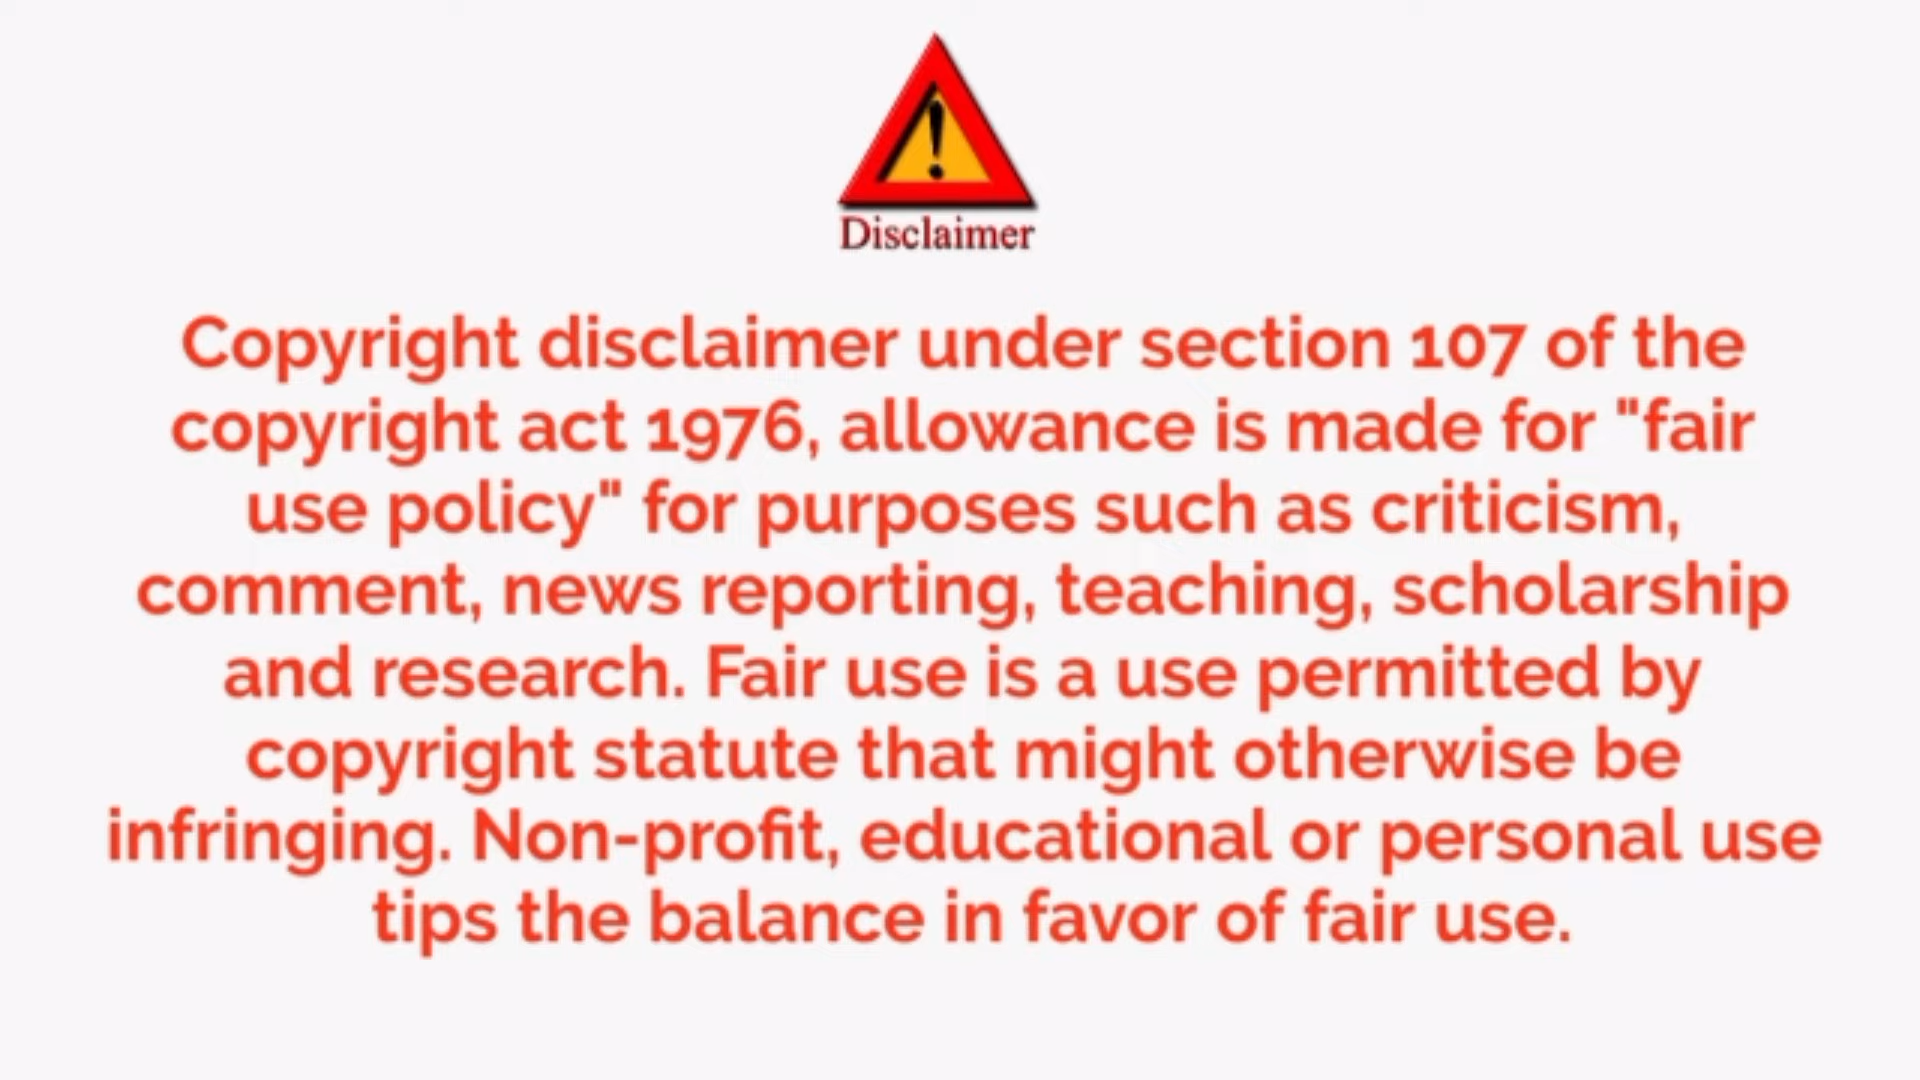 Disclaimer
Copyright disclaimer under section 107 of the
copyright act 1976, allowance is made for "fair
use policy" for purposes such as criticism,
comment, news reporting, teaching, scholarship
and research. Fair use is a use permitted by
copyright statute that might otherwise be
infringing. Non-profit, educational or personal use
tips the balance in favor of fair use.